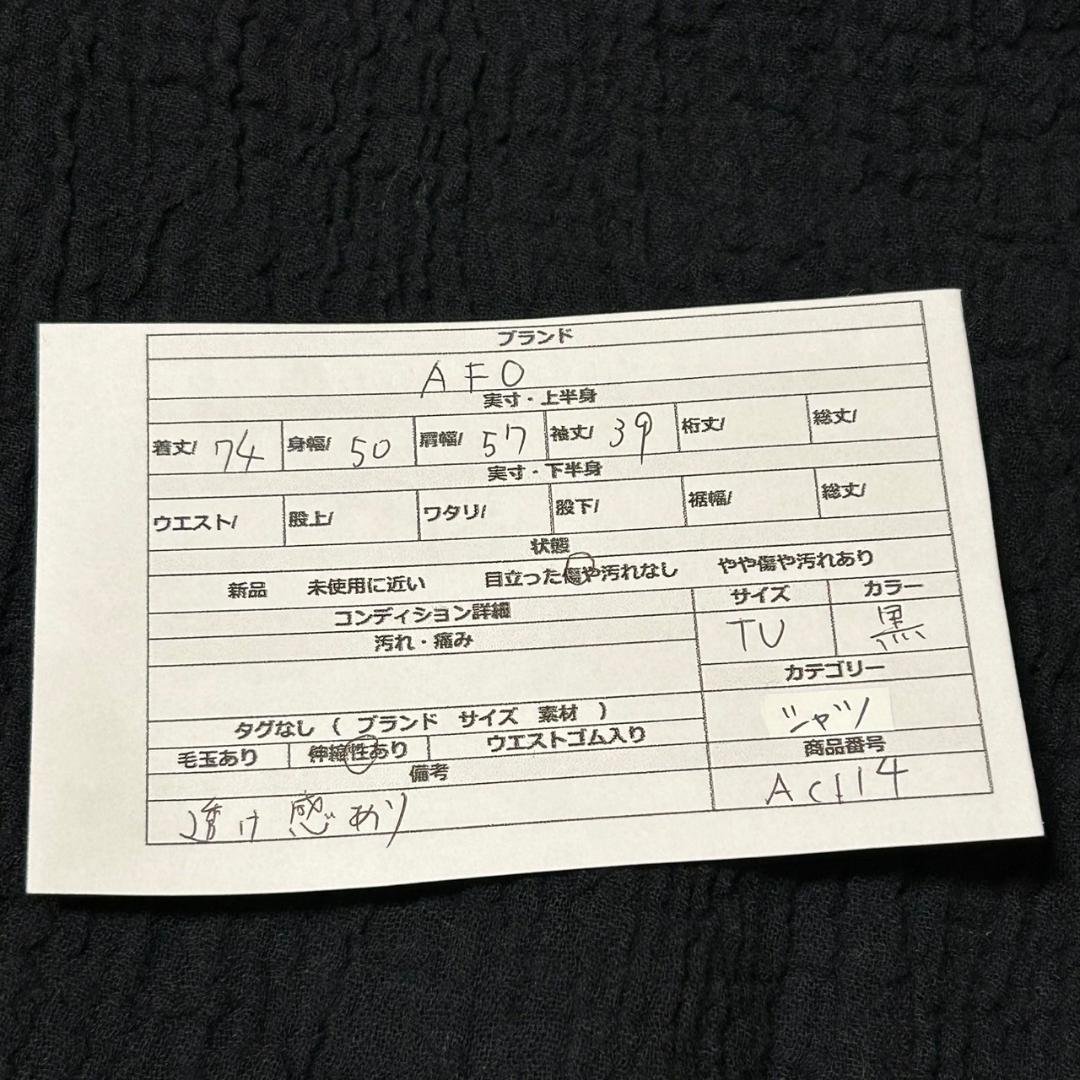 ブランド
AFO
実寸・上半身
着丈/ 74 身幅/ 50 肩幅/ 57 袖丈/ 39 裄丈/ 総丈/
実寸・下半身
ウエスト/ 股上/ ワタリ/ 股下/ 裾幅/ 総丈/
状態
新品 未使用に近い 目立った傷や汚れなし やや傷や汚れあり
コンディション詳細 サイズ カラー
汚れ・痛み TU 黒
カテゴリー
タグなし ( ブランド サイズ 素材 ) シャツ
毛玉あり 伸縮性あり ウエストゴム入り 商品番号
備考
透け感あり